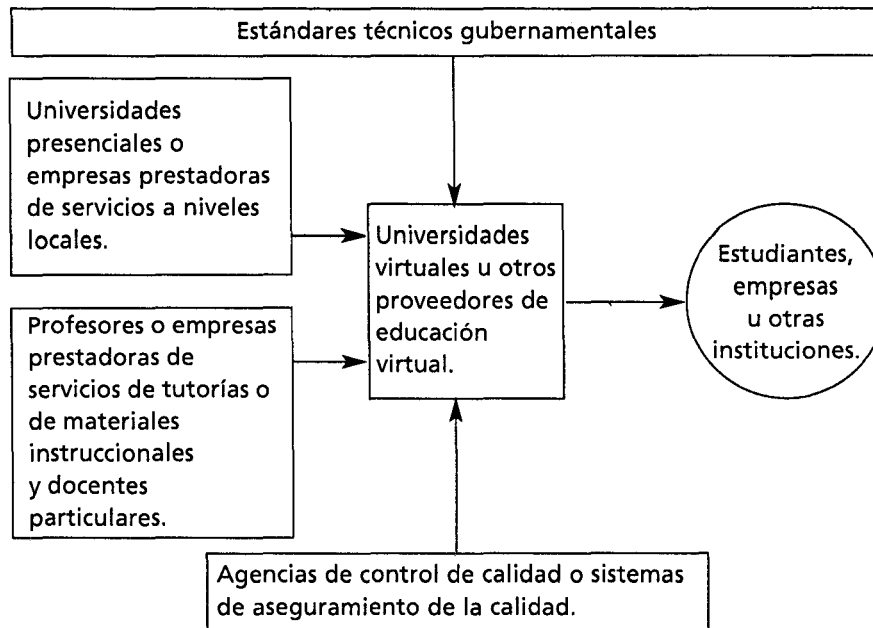 Estándares técnicos gubernamentales
Universidades
presenciales o
empresas prestadoras
de servicios a niveles
locales.
Universidades
virtuales u otros
proveedores de
educación
virtual.
Estudiantes,
empresas
u otras
instituciones.
Profesores o empresas
prestadoras de
servicios de tutorías o
de materiales
instruccionales
y docentes
particulares.
Agencias de control de calidad o sistemas
de aseguramiento de la calidad.